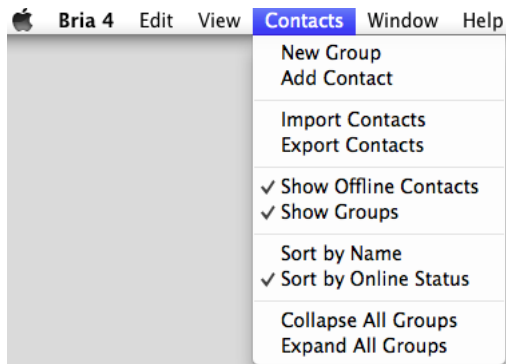 Bria 4 Edit View Contacts Window Help
New Group
Add Contact
Import Contacts
Export Contacts
✓ Show Offline Contacts
✓ Show Groups
Sort by Name
✓ Sort by Online Status
Collapse All Groups
Expand All Groups